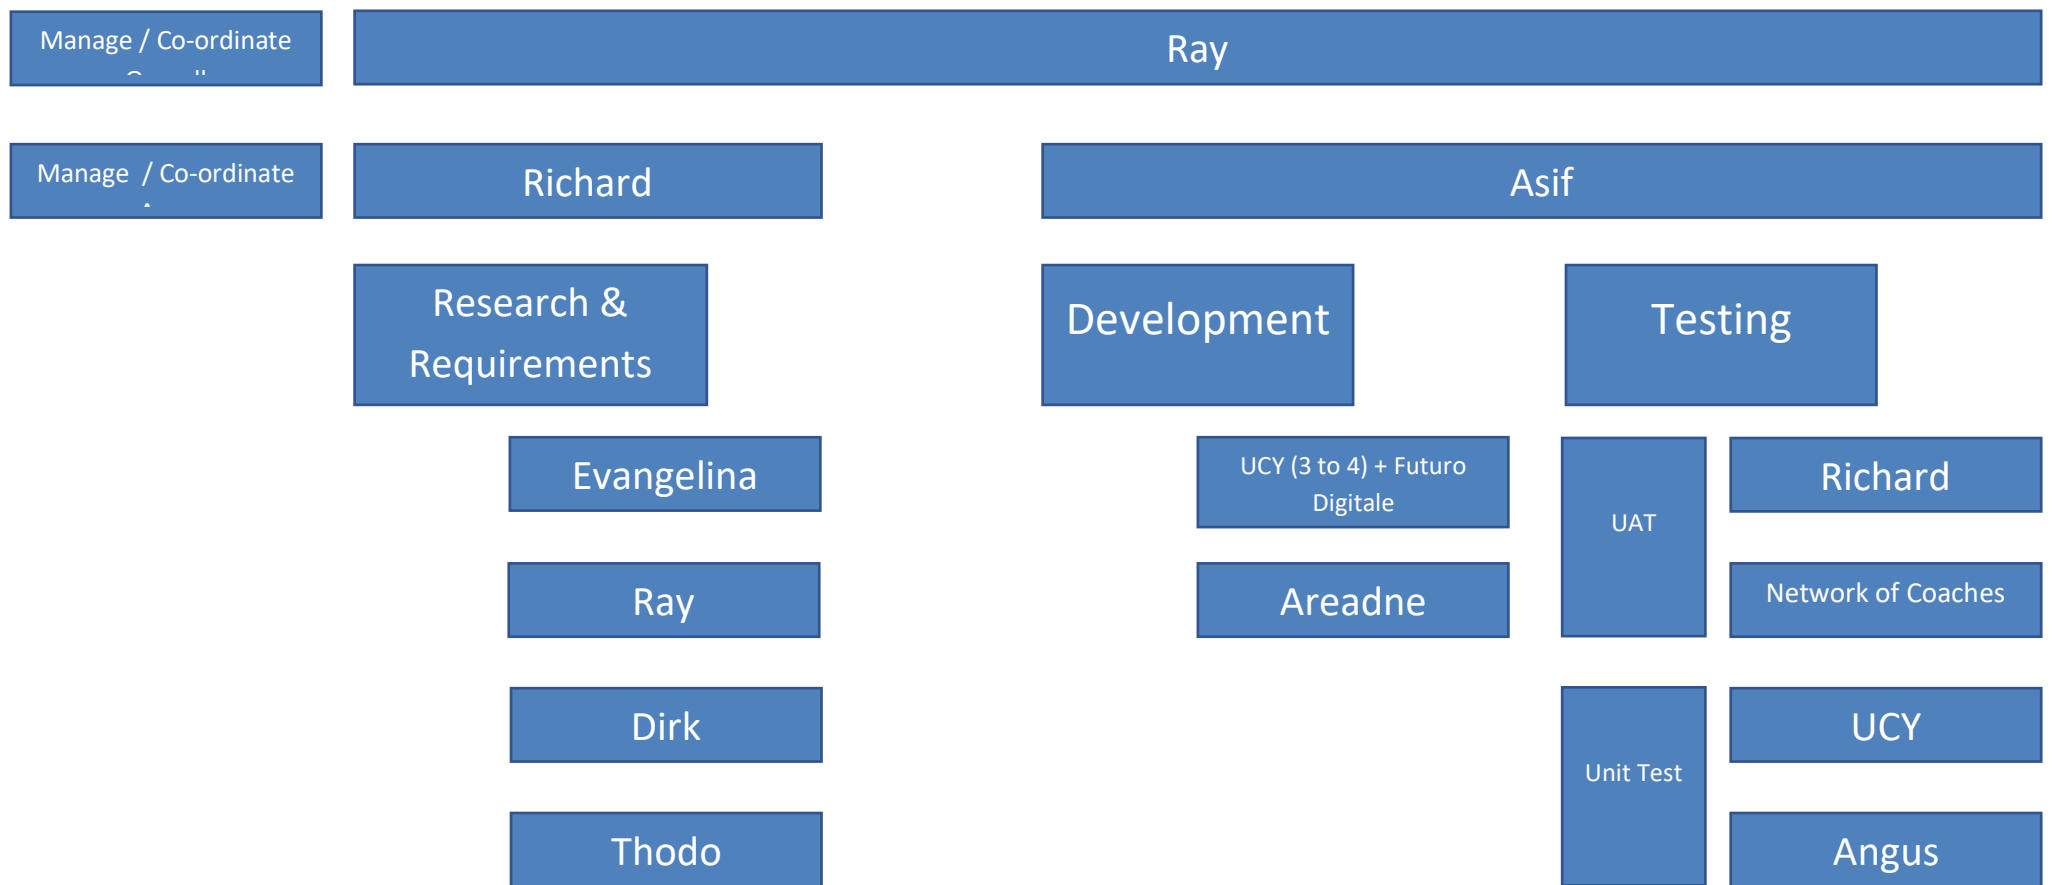 Manage / Co-ordinate
Ray
Manage / Co-ordinate
Richard
Asif
Research &
Requirements
Development
Testing
Evangelina
UCY (3 to 4) + Futuro
Digitale
UAT
Richard
Ray
Areadne
Network of Coaches
Dirk
Unit Test
UCY
Thodo
Angus